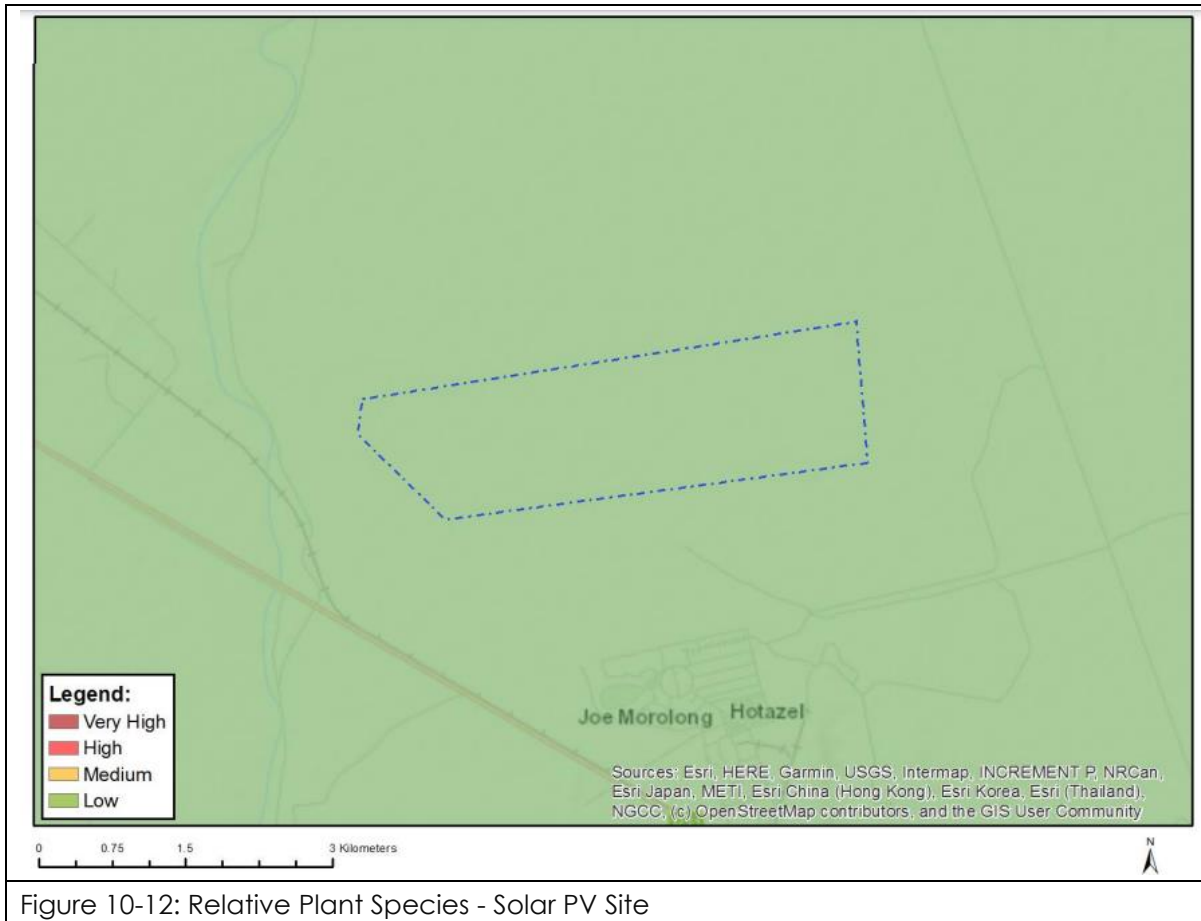 Joe Morolong Hotazel
Legend:
Very High
High
Medium
Low
Sources: Esri, HERE, Garmin, USGS, Intermap, INCREMENT P, NRCan,
Esri Japan, METI, Esri China (Hong Kong), Esri Korea, Esri (Thailand),
NGCC, (c) OpenStreetMap contributors, and the GIS User Community
0 0.75 1.5 3 Kilometers
N
Figure 10-12: Relative Plant Species - Solar PV Site